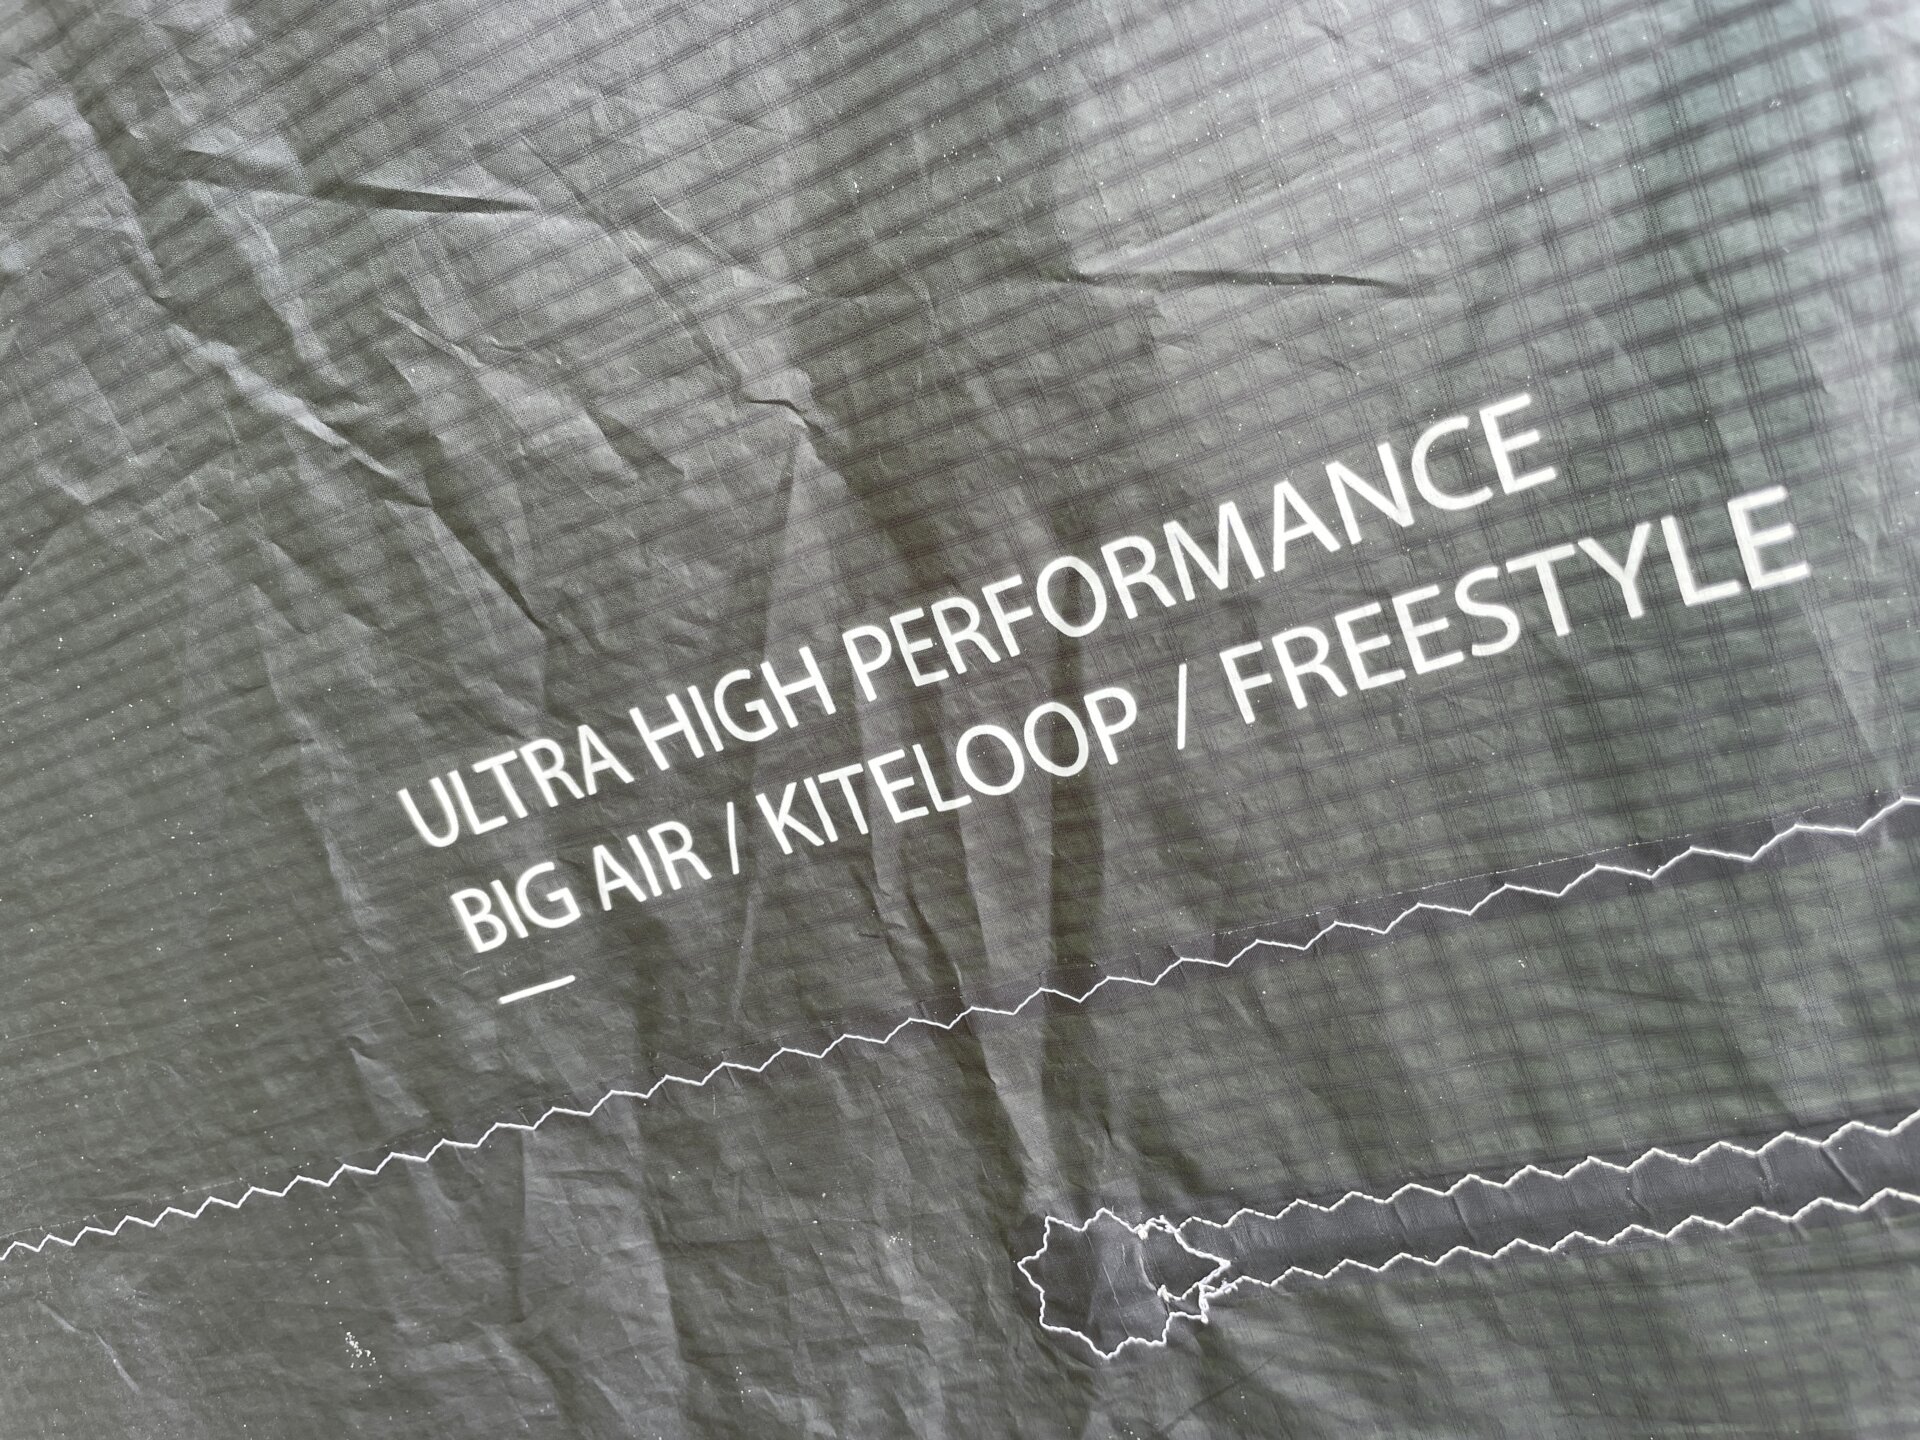 ULTRA HIGH PERFORMANCE
BIG AIR / KITELOOP / FREESTYLE